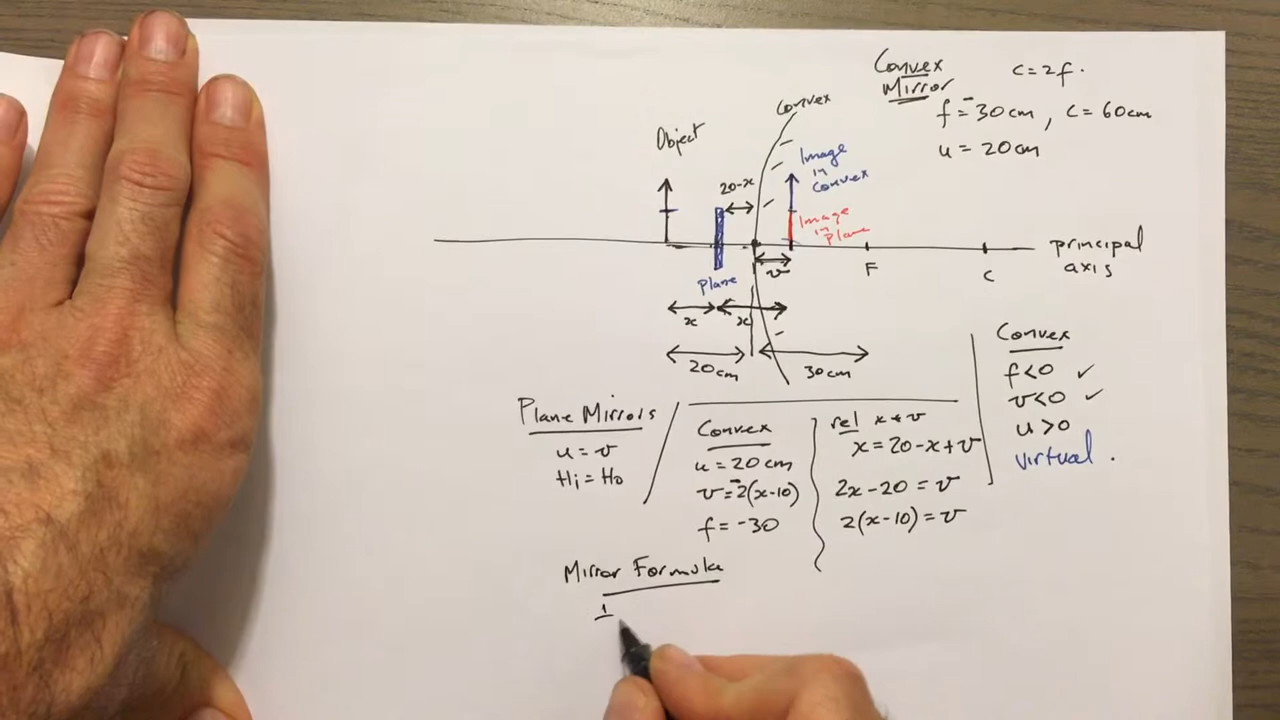 Convex
Mirror
C=2f.
f=-30cm, C=60cm
u=20cm
Convex
Object
20-x
Image
in
Convex
Image
in
Plane
principal
axis
v
F
C
Plane
x
x
20cm
30cm
Plane Mirrors
u=v
Hi=Ho
Convex
u=20cm
v=-2(x-10)
f=-30
rel x & v
x=20-x+v
2x-20=v
2(x-10)=v
Convex
f<0 ✓
v<0 ✓
u>0
virtual.
Mirror Formula
1